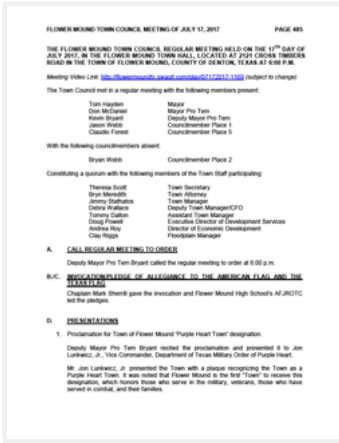 FLOWER MOUND TOWN COUNCIL MEETING OF JULY 17, 2017 PAGE 485
THE FLOWER MOUND TOWN COUNCIL REGULAR MEETING HELD ON THE 17TH DAY OF
JULY, 2017, IN THE FLOWER MOUND TOWN HALL, LOCATED AT 2121 CROSS TIMBERS
ROAD IN THE TOWN OF FLOWER MOUND, COUNTY OF DENTON, TEXAS AT 6:00 P.M.
Meeting Video Link: http://flowermoundtx.swagit.com/play/07172017-1169 (subject to change)
The Town Council met in a regular meeting with the following members present:
Tom Hayden Mayor
Don McDaniel Mayor Pro Tem
Kevin Bryant Deputy Mayor Pro Tem
Jason Webb Councilmember Place 1
Claudio Forest Councilmember Place 5
With the following councilmembers absent:
Bryan Webb Councilmember Place 2
Constituting a quorum with the following members of the Town Staff participating:
Theresa Scott Town Secretary
Bryn Meredith Town Attorney
Jimmy Stathatos Town Manager
Debra Wallace Deputy Town Manager/CFO
Tommy Dalton Assistant Town Manager
Doug Powell Executive Director of Development Services
Andrea Roy Director of Economic Development
Clay Riggs Floodplain Manager
A. CALL REGULAR MEETING TO ORDER
Deputy Mayor Pro Tem Bryant called the regular meeting to order at 6:00 p.m.
B./C. INVOCATION/PLEDGE OF ALLEGIANCE TO THE AMERICAN FLAG AND THE
TEXAS FLAG
Chaplain Mark Sherrill gave the invocation and Flower Mound High School's AFJROTC
led the pledges.
D. PRESENTATIONS
1. Proclamation for Town of Flower Mound "Purple Heart Town" designation.
Deputy Mayor Pro Tem Bryant recited the proclamation and presented it to Jon
Lunkwicz, Jr., Vice Commander, Department of Texas Military Order of Purple Heart.
Mr. Jon Lunkwicz, Jr. presented the Town with a plaque recognizing the Town as a
Purple Heart Town. It was noted that Flower Mound is the first "Town" to receive this
designation, which honors those who serve in the military, veterans, those who have
served in combat, and their families.